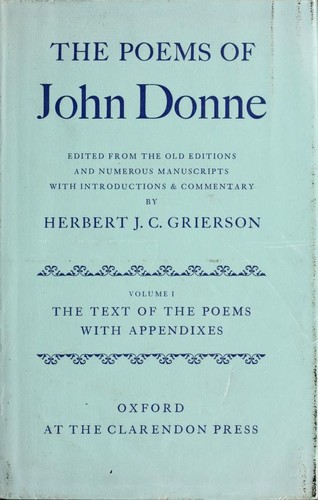 THE POEMS OF
John Donne
EDITED FROM THE OLD EDITIONS
AND NUMEROUS MANUSCRIPTS
WITH INTRODUCTIONS & COMMENTARY
BY
HERBERT J. C. GRIERSON
VOLUME I
THE TEXT OF THE POEMS
WITH APPENDIXES
OXFORD
AT THE CLARENDON PRESS